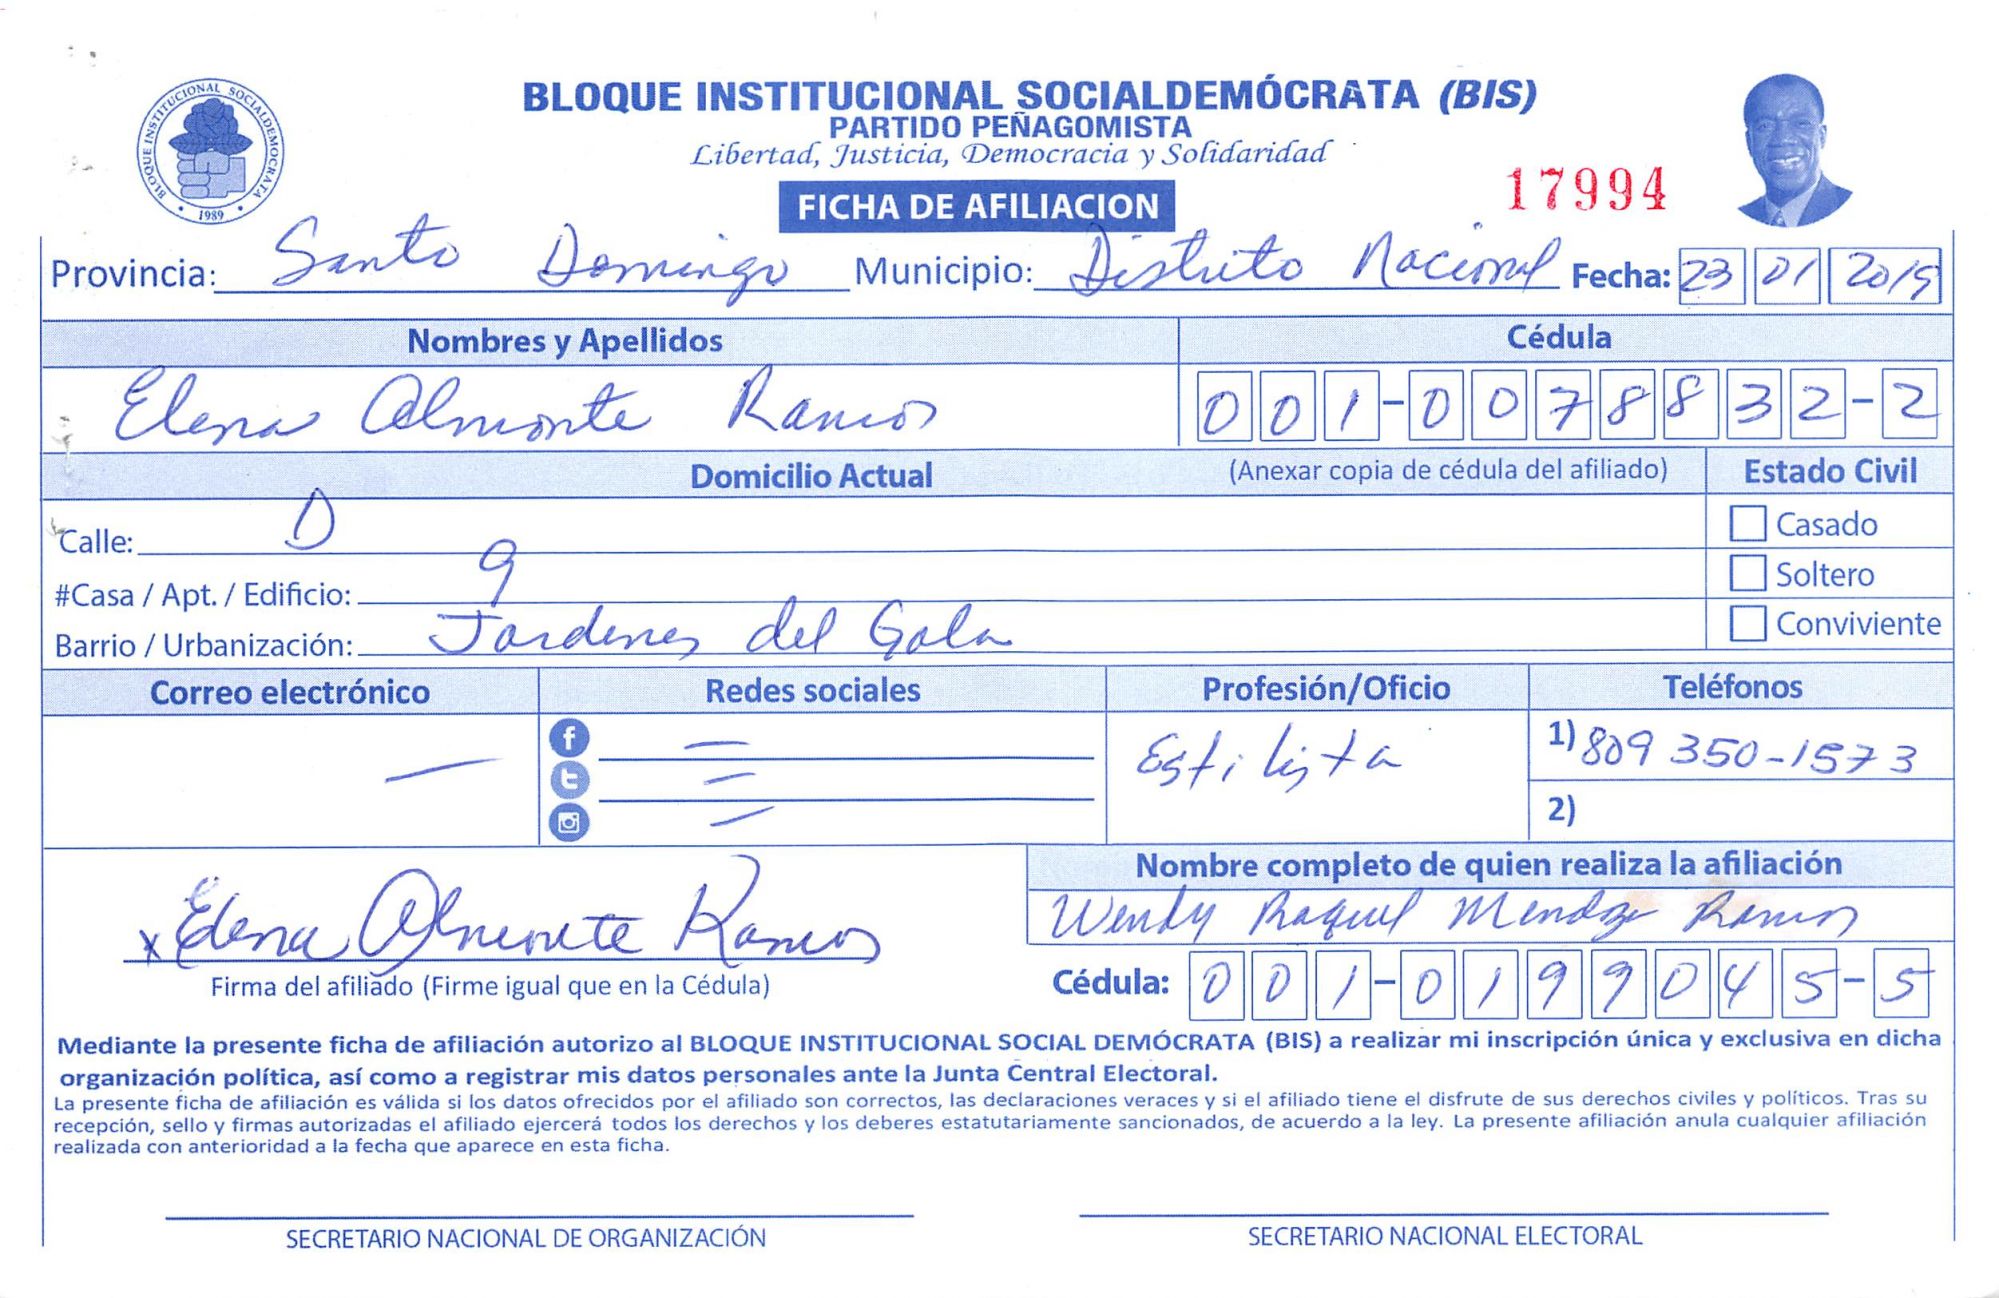 BLOQUE INSTITUCIONAL SOCIALDEMOCRATA
1989
BLOQUE INSTITUCIONAL SOCIALDEMÓCRATA (BIS)
PARTIDO PEÑAGOMISTA
Libertad, Justicia, Democracia y Solidaridad
17994
FICHA DE AFILIACION
Provincia: Santo Domingo Municipio: Distrito Nacional Fecha: 23 01 2019
Nombres y Apellidos Cédula
Elena Almonte Ramos 001-0078832-2
Domicilio Actual (Anexar copia de cédula del afiliado) Estado Civil
Calle: D Casado
#Casa / Apt. / Edificio: 9 Soltero
Barrio / Urbanización: Jardenes del Gala Conviviente
Correo electrónico Redes sociales Profesión/Oficio Teléfonos
— f — Estilista 1) 809 350-1573
—
— 2)
Nombre completo de quien realiza la afiliación
x Elena Almonte Ramos Wendy Raquel Mendoza Ramos
Firma del afiliado (Firme igual que en la Cédula) Cédula: 001-0199045-5
Mediante la presente ficha de afiliación autorizo al BLOQUE INSTITUCIONAL SOCIAL DEMÓCRATA (BIS) a realizar mi inscripción única y exclusiva en dicha
organización política, así como a registrar mis datos personales ante la Junta Central Electoral.
La presente ficha de afiliación es válida si los datos ofrecidos por el afiliado son correctos, las declaraciones veraces y si el afiliado tiene el disfrute de sus derechos civiles y políticos. Tras su
recepción, sello y firmas autorizadas el afiliado ejercerá todos los derechos y los deberes estatutariamente sancionados, de acuerdo a la ley. La presente afiliación anula cualquier afiliación
realizada con anterioridad a la fecha que aparece en esta ficha.
SECRETARIO NACIONAL DE ORGANIZACIÓN SECRETARIO NACIONAL ELECTORAL